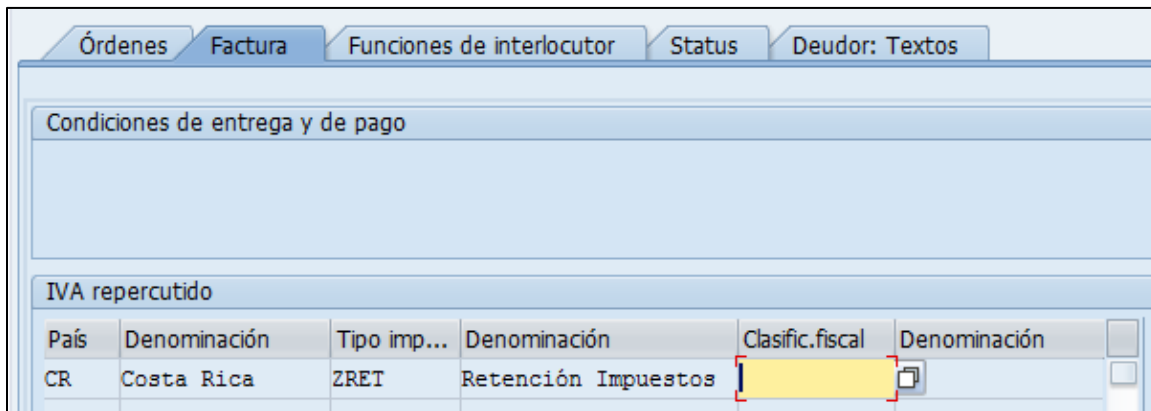 Órdenes Factura Funciones de interlocutor Status Deudor: Textos
Condiciones de entrega y de pago
IVA repercutido
País Denominación Tipo imp... Denominación Clasific.fiscal Denominación
CR Costa Rica ZRET Retención Impuestos